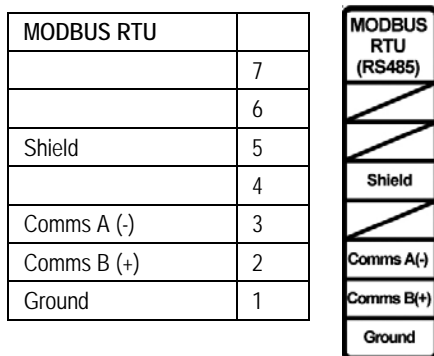 MODBUS RTU
7
6
Shield 5
4
Comms A (-) 3
Comms B (+) 2
Ground 1
MODBUS
RTU
(RS485)
Shield
Comms A(-)
Comms B(+)
Ground